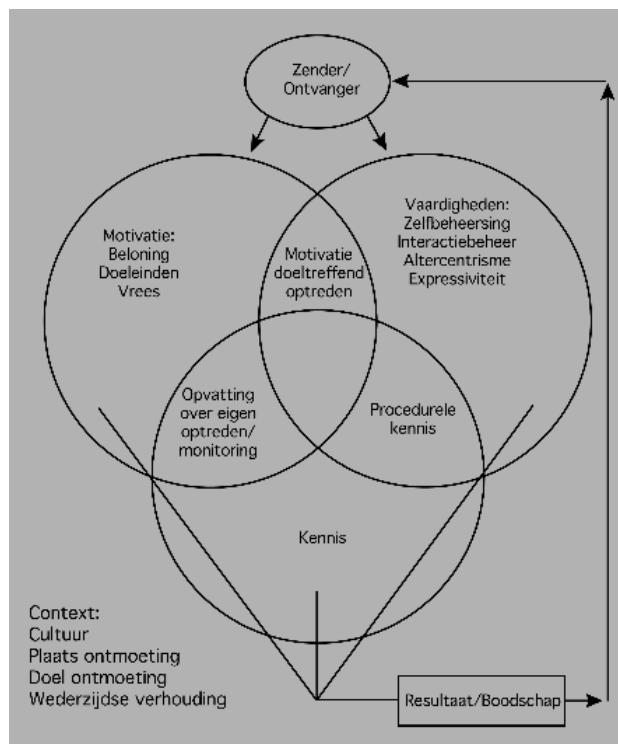 Zender/
Ontvanger
Motivatie:
Beloning
Doeleinden
Vrees
Motivatie
doeltreffend
optreden
Vaardigheden:
Zelfbeheersing
Interactiebeheer
Altercentrisme
Expressiviteit
Opvatting
over eigen
optreden/
monitoring
Procedurele
kennis
Kennis
Context:
Cultuur
Plaats ontmoeting
Doel ontmoeting
Wederzijdse verhouding
Resultaat/Boodschap